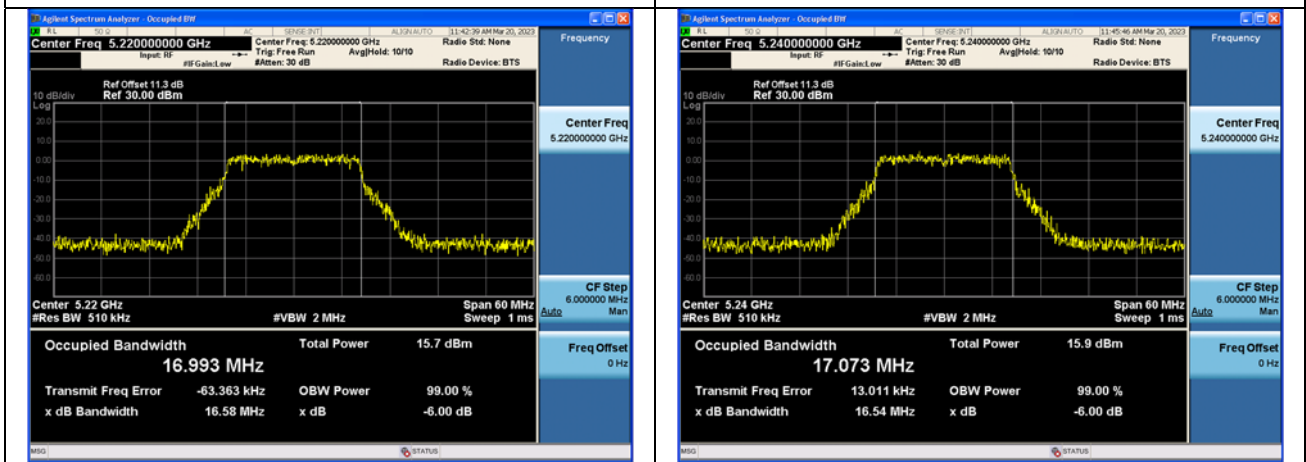 Agilent Spectrum Analyzer - Occupied BW
RL 50 Ω AC SENSE:INT ALIGN AUTO 11:42:39 AM Mar 20, 2023
Center Freq 5.220000000 GHz
Center Freq: 5.220000000 GHz
Radio Std: None
Input: RF
Trig: Free Run
Avg|Hold: 10/10
#IFGain:Low
#Atten: 30 dB
Radio Device: BTS
Ref Offset 11.3 dB
10 dB/div Ref 30.00 dBm
Log
20.0
10.0
0.00
-10.0
-20.0
-30.0
-40.0
-50.0
-60.0
Center 5.22 GHz
Span 60 MHz
#Res BW 510 kHz
#VBW 2 MHz
Sweep 1 ms
Occupied Bandwidth
Total Power 15.7 dBm
16.993 MHz
Transmit Freq Error -63.363 kHz OBW Power 99.00 %
x dB Bandwidth 16.58 MHz x dB -6.00 dB
MSG
STATUS
Frequency
Center Freq
5.220000000 GHz
CF Step
6.000000 MHz
Auto Man
Freq Offset
0 Hz
Agilent Spectrum Analyzer - Occupied BW
RL 50 Ω AC SENSE:INT ALIGN AUTO 11:45:46 AM Mar 20, 2023
Center Freq 5.240000000 GHz
Center Freq: 5.240000000 GHz
Radio Std: None
Input: RF
Trig: Free Run
Avg|Hold: 10/10
#IFGain:Low
#Atten: 30 dB
Radio Device: BTS
Ref Offset 11.3 dB
10 dB/div Ref 30.00 dBm
Log
20.0
10.0
0.00
-10.0
-20.0
-30.0
-40.0
-50.0
-60.0
Center 5.24 GHz
Span 60 MHz
#Res BW 510 kHz
#VBW 2 MHz
Sweep 1 ms
Occupied Bandwidth
Total Power 15.9 dBm
17.073 MHz
Transmit Freq Error 13.011 kHz OBW Power 99.00 %
x dB Bandwidth 16.54 MHz x dB -6.00 dB
MSG
STATUS
Frequency
Center Freq
5.240000000 GHz
CF Step
6.000000 MHz
Auto Man
Freq Offset
0 Hz